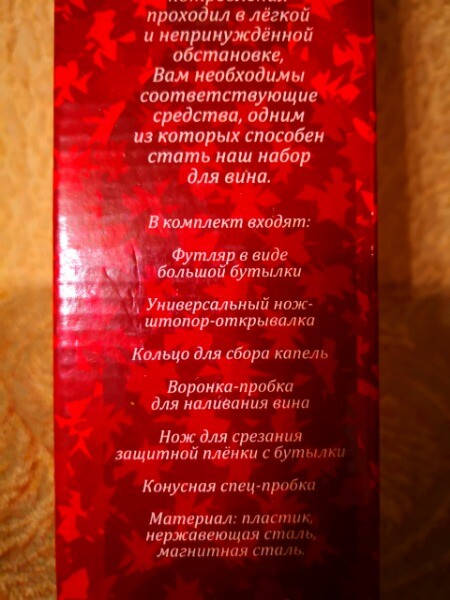 проходил в лёгкой
и непринуждённой
обстановке,
Вам необходимы
соответствующие
средства, одним
из которых способен
стать наш набор
для вина.
В комплект входят:
Футляр в виде
большой бутылки
Универсальный нож-
штопор-открывалка
Кольцо для сбора капель
Воронка-пробка
для наливания вина
Нож для срезания
защитной плёнки с бутылки
Конусная спец-пробка
Материал: пластик,
нержавеющая сталь,
магнитная сталь.